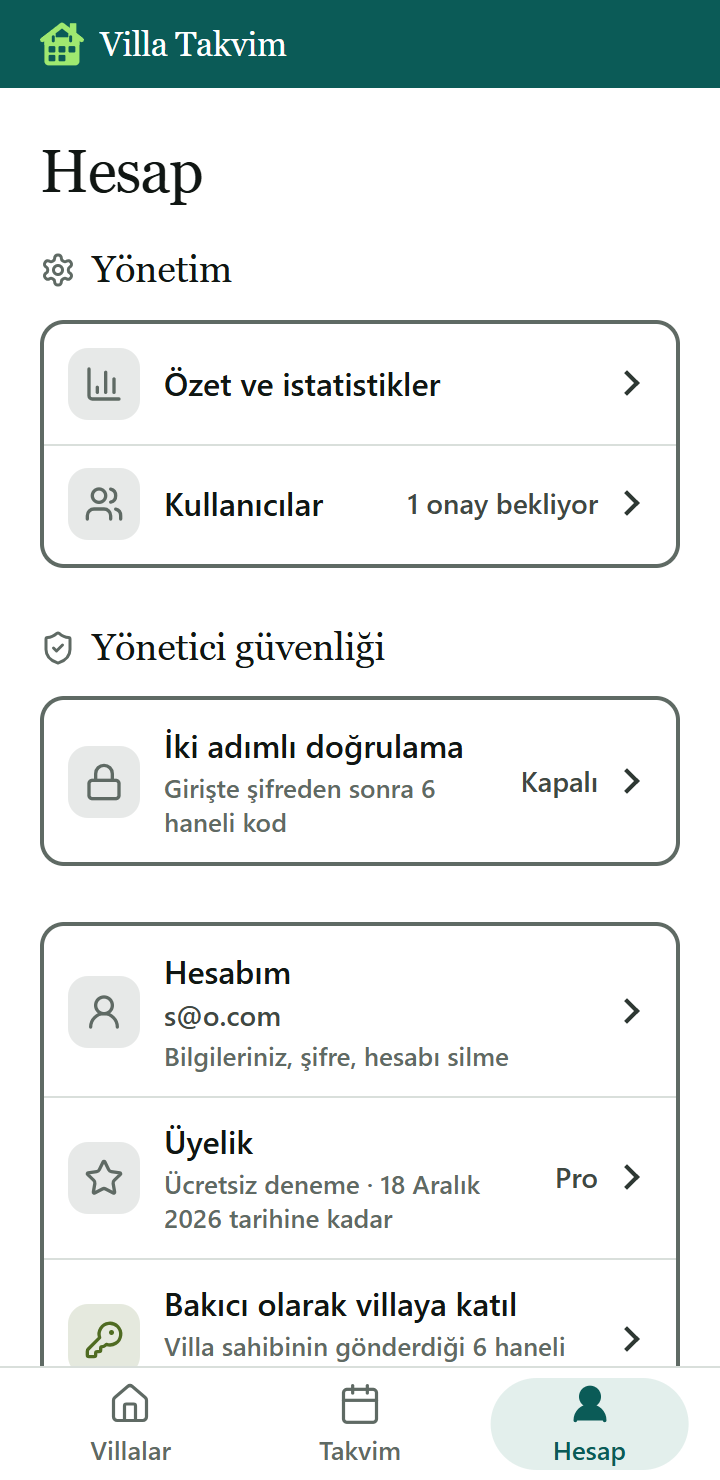 Villa Takvim
Hesap
Yönetim
Özet ve istatistikler
Kullanıcılar
1 onay bekliyor
Yönetici güvenliği
İki adımlı doğrulama
Girişte şifreden sonra 6
haneli kod
Kapalı
Hesabım
s@o.com
Bilgileriniz, şifre, hesabı silme
Üyelik
Ücretsiz deneme · 18 Aralık
2026 tarihine kadar
Pro
Bakıcı olarak villaya katıl
Villa sahibinin gönderdiği 6 haneli
Villalar
Takvim
Hesap